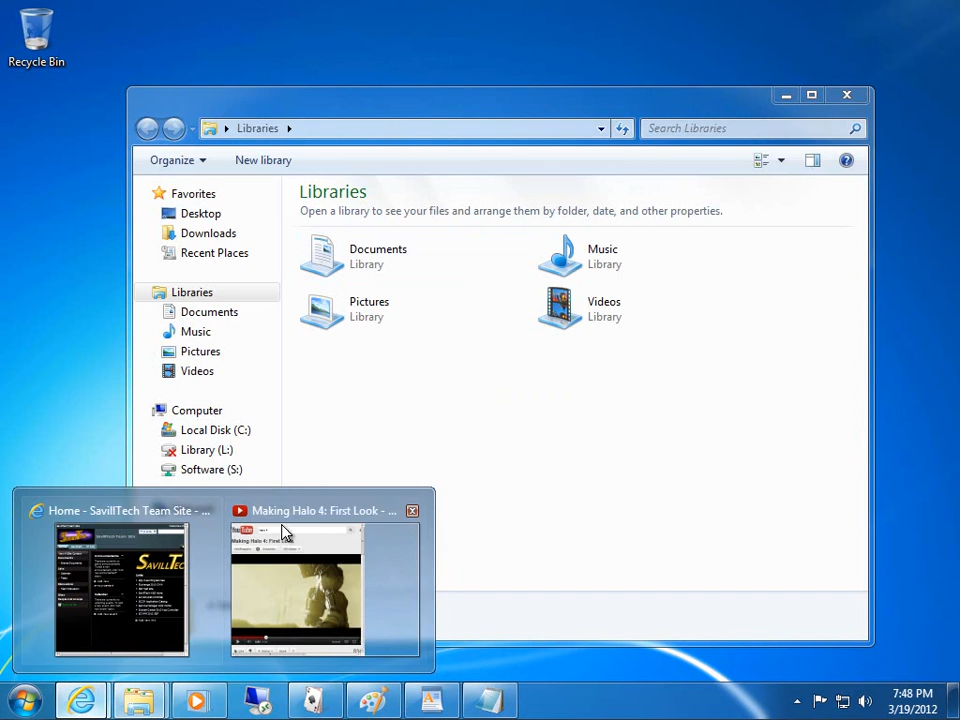 Recycle Bin
Libraries
Search Libraries
Organize
New library
Favorites
Desktop
Downloads
Recent Places
Libraries
Documents
Music
Pictures
Videos
Computer
Local Disk (C:)
Library (L:)
Software (S:)
Libraries
Open a library to see your files and arrange them by folder, date, and other properties.
Documents
Library
Music
Library
Pictures
Library
Videos
Library
Home - SavillTech Team Site - ...
Making Halo 4: First Look - ...
7:48 PM
3/19/2012